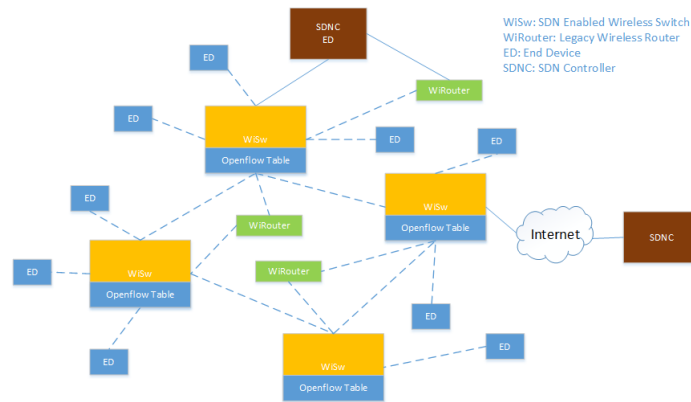 SDNC
ED
WiSw: SDN Enabled Wireless Switch
WiRouter: Legacy Wireless Router
ED: End Device
SDNC: SDN Controller
ED
WiRouter
ED
WiSw
Openflow Table
ED
ED
ED
WiSw
Openflow Table
WiRouter
Internet
SDNC
ED
WiSw
Openflow Table
WiRouter
ED
ED
WiSw
Openflow Table
ED